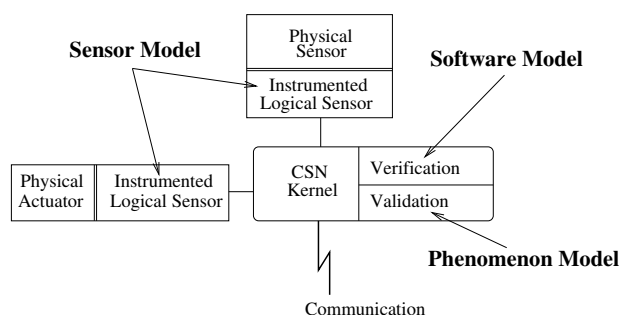 Physical
Sensor
Sensor Model
Instrumented
Logical Sensor
Software Model
Physical
Actuator
Instrumented
Logical Sensor
CSN
Kernel
Verification
Validation
Phenomenon Model
Communication